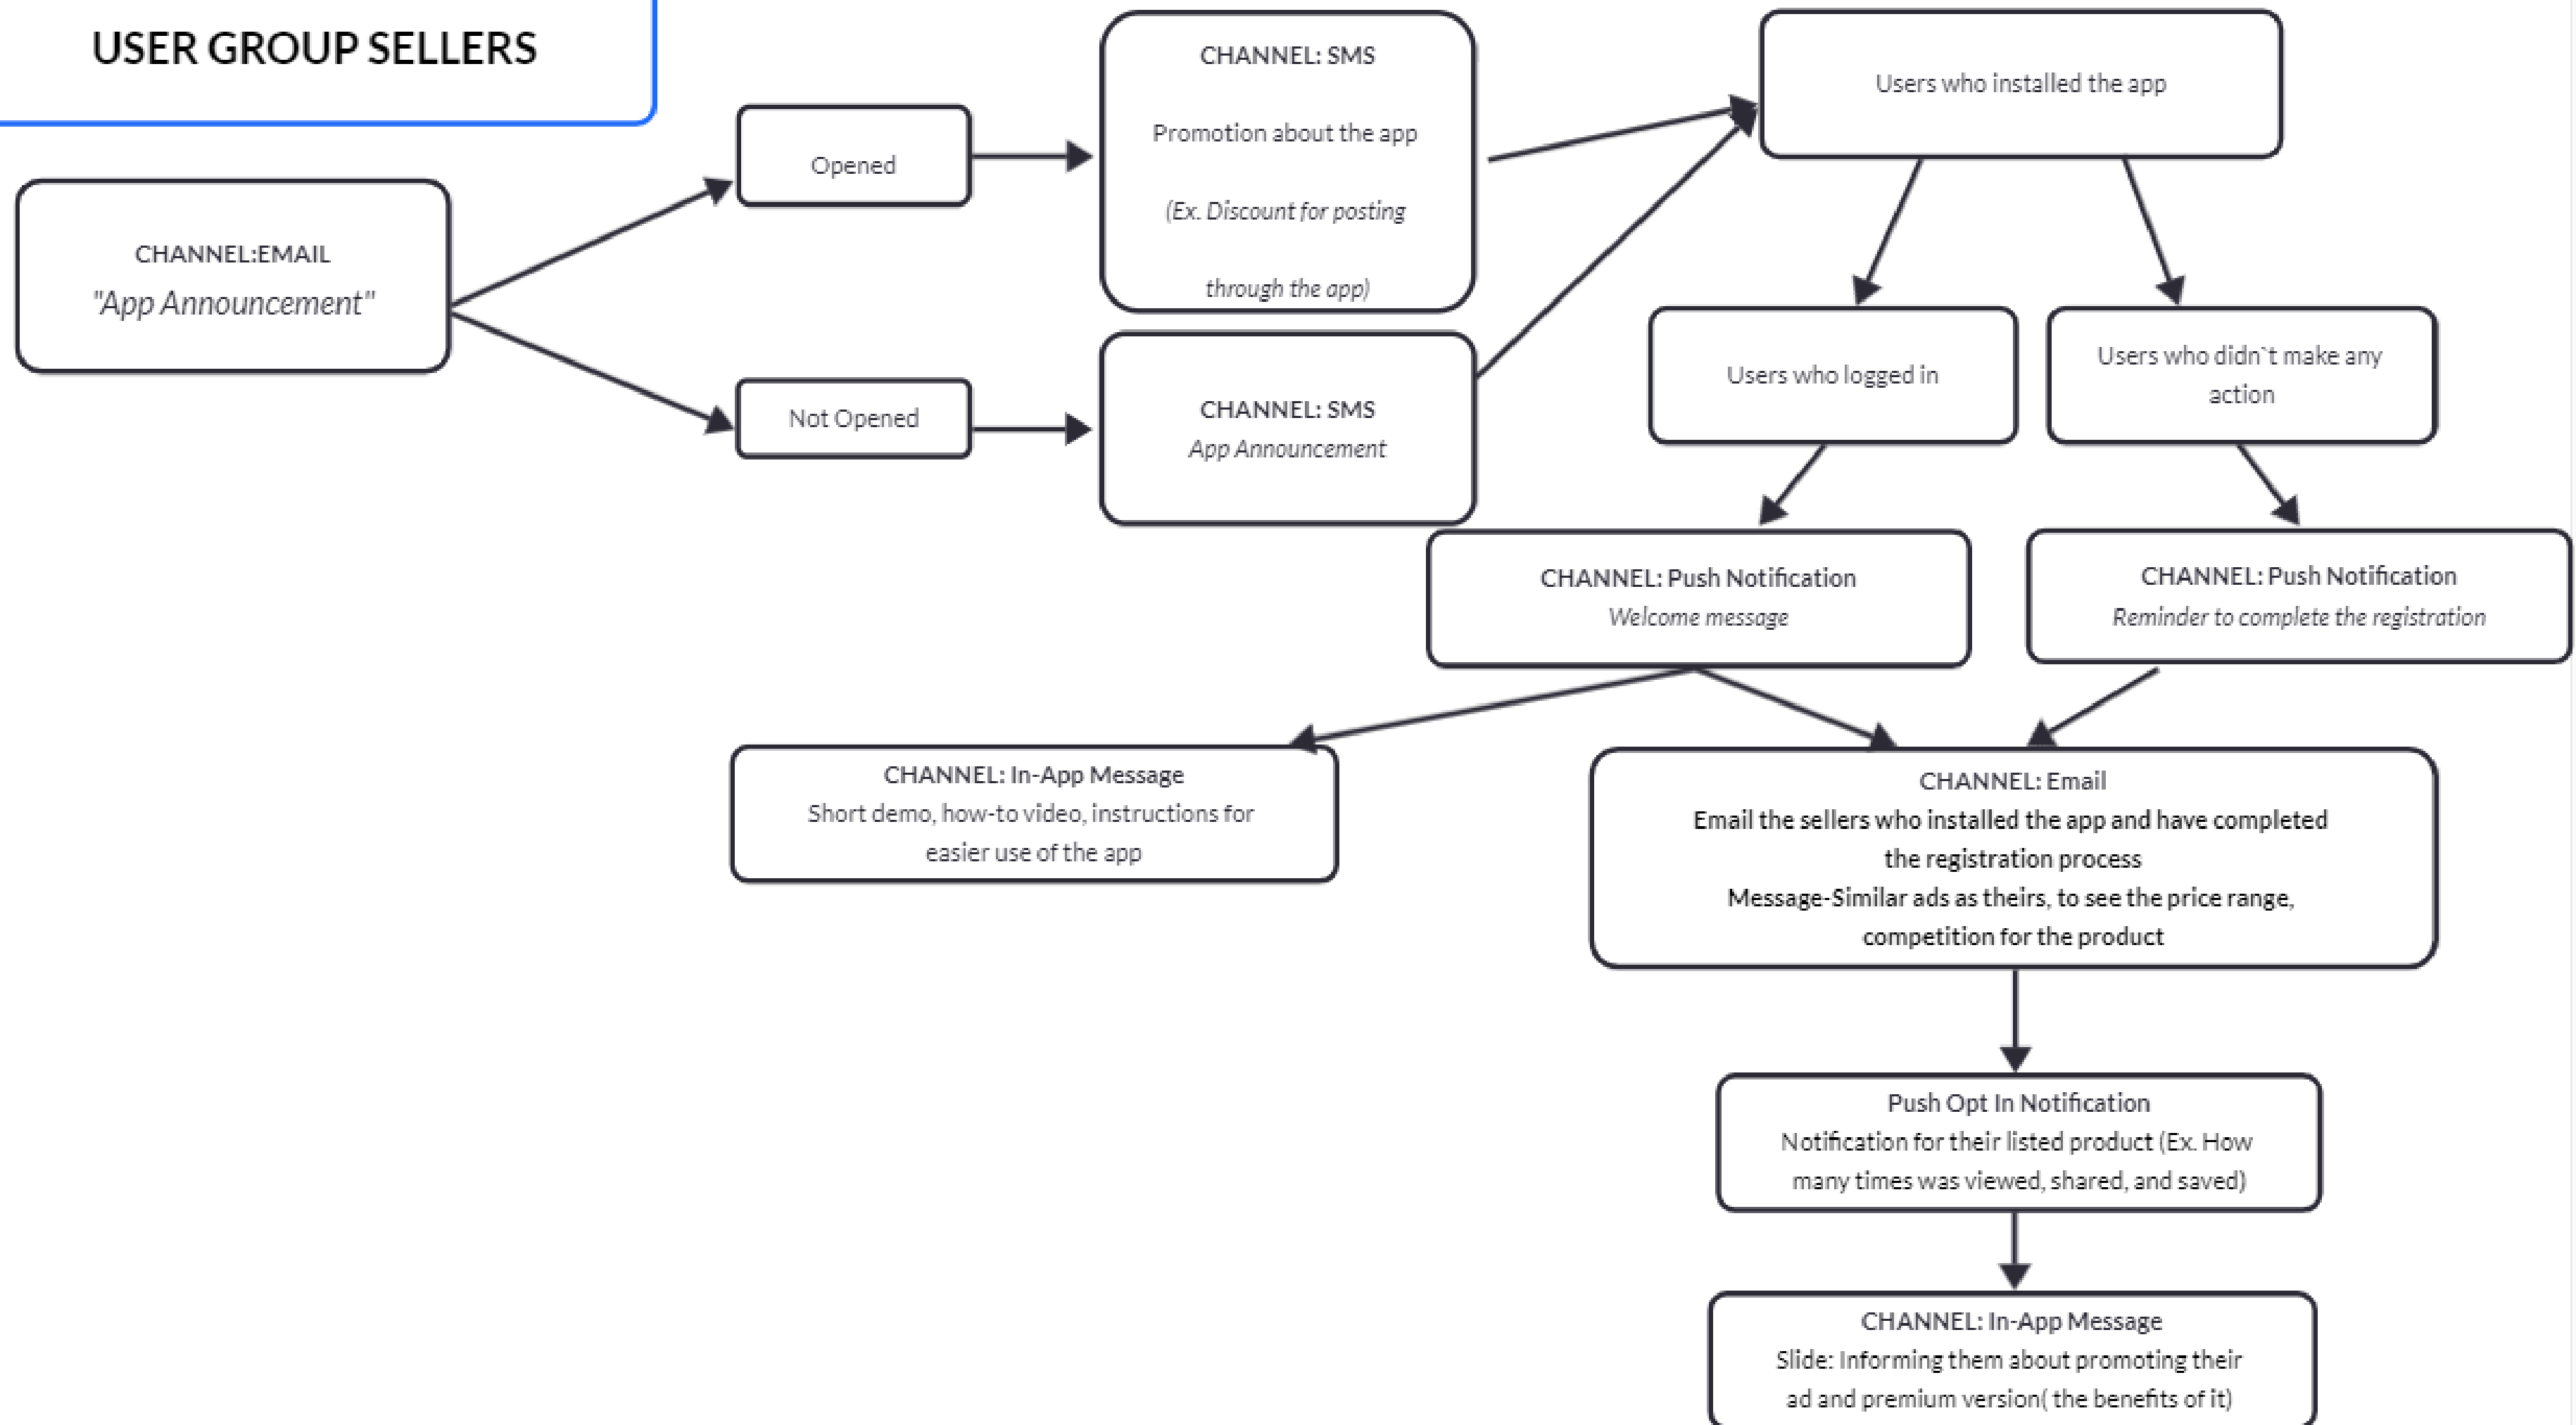 USER GROUP SELLERS
CHANNEL:EMAIL
"App Announcement"
Opened
Not Opened
CHANNEL: SMS
Promotion about the app
(Ex. Discount for posting
through the app)
CHANNEL: SMS
App Announcement
Users who installed the app
Users who logged in
Users who didn`t make any
action
CHANNEL: Push Notification
Welcome message
CHANNEL: Push Notification
Reminder to complete the registration
CHANNEL: In-App Message
Short demo, how-to video, instructions for
easier use of the app
CHANNEL: Email
Email the sellers who installed the app and have completed
the registration process
Message-Similar ads as theirs, to see the price range,
competition for the product
Push Opt In Notification
Notification for their listed product (Ex. How
many times was viewed, shared, and saved)
CHANNEL: In-App Message
Slide: Informing them about promoting their
ad and premium version( the benefits of it)